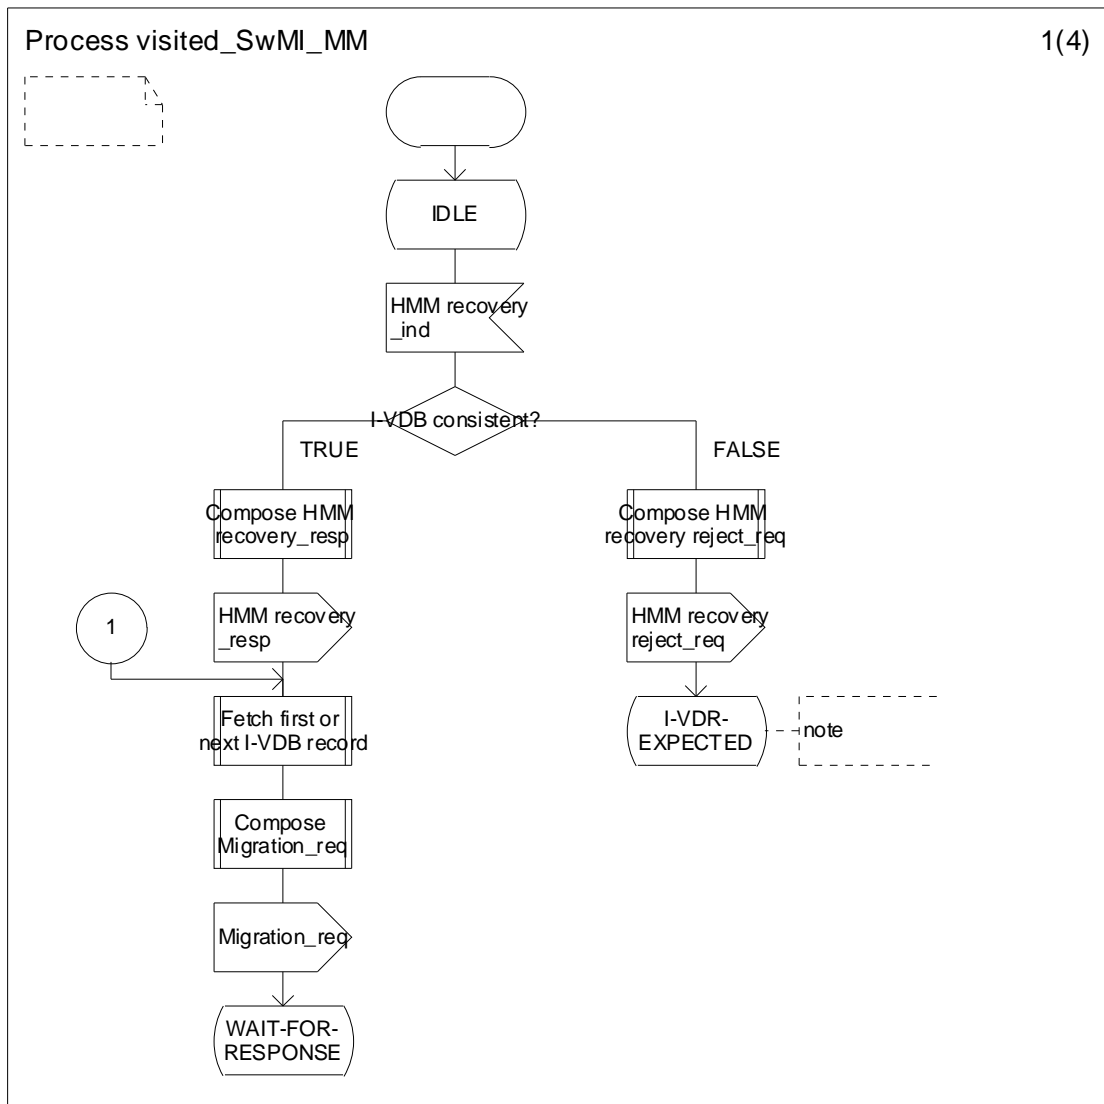 Process visited_SwMI_MM
1(4)
IDLE
HMM recovery
_ind
I-VDB consistent?
TRUE
FALSE
Compose HMM
recovery_resp
Compose HMM
recovery reject_req
1
HMM recovery
_resp
HMM recovery
reject_req
Fetch first or
next I-VDB record
I-VDR-
EXPECTED
note
Compose
Migration_req
Migration_req
WAIT-FOR-
RESPONSE